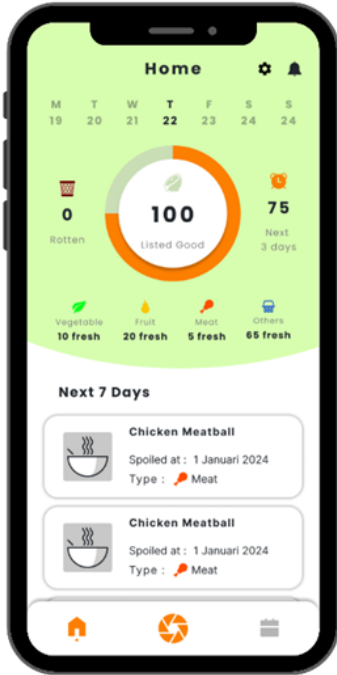 Home
M T W T F S S
19 20 21 22 23 24 24
0
Rotten
100
Listed Good
75
Next
3 days
Vegetable Fruit Meat Others
10 fresh 20 fresh 5 fresh 65 fresh
Next 7 Days
Chicken Meatball
Spoiled at : 1 Januari 2024
Type : Meat
Chicken Meatball
Spoiled at : 1 Januari 2024
Type : Meat